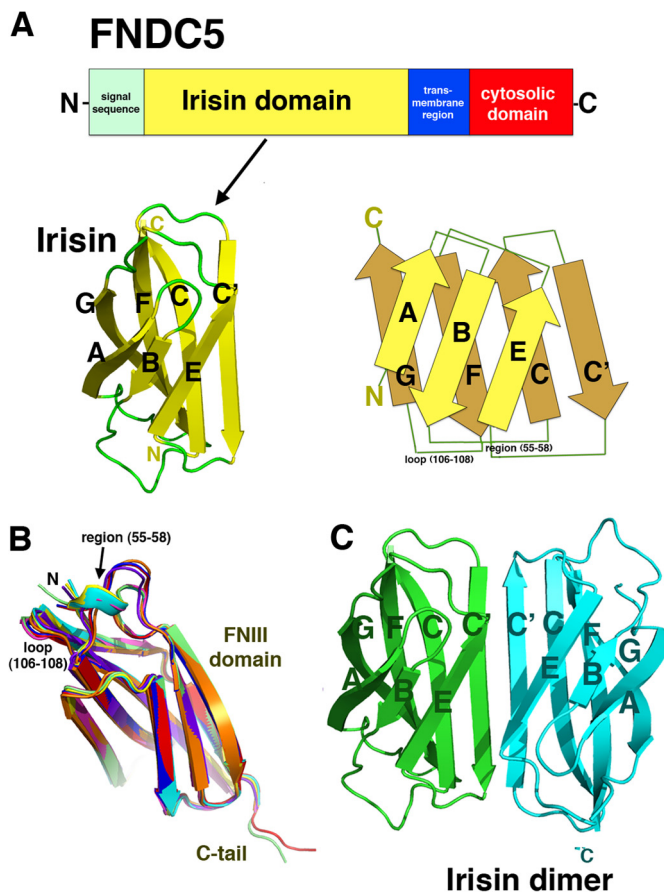 A
FNDC5
N
signal
sequence
Irisin domain
trans-
membrane
region
cytosolic
domain
C
Irisin
C
G F C C'
A B E
N
C
A B E
G F C C'
N
region (55-58)
loop (106-108)
B
region (55-58)
N
loop
(106-108)
FNIII
domain
C-tail
C
G F C C' C' C F G
A B E E B A
C
Irisin dimer